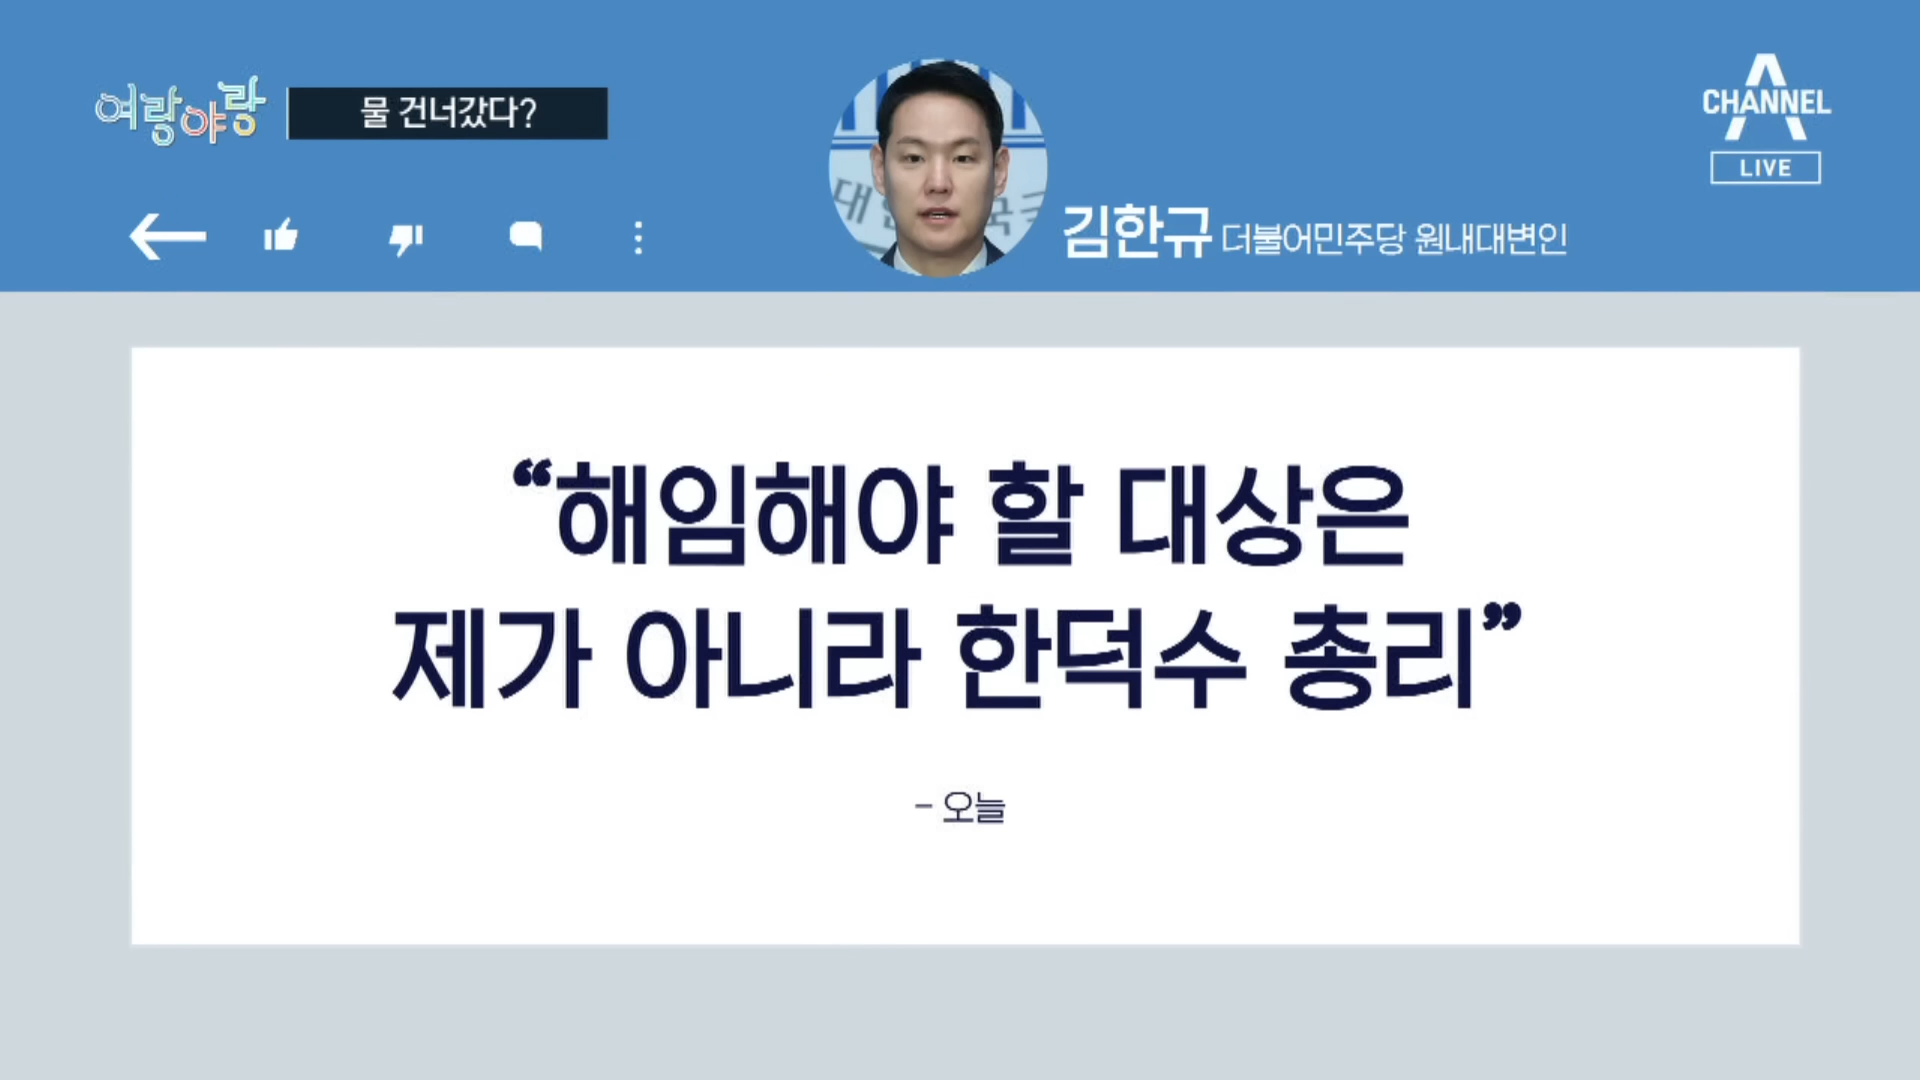 여랑야랑
물 건너갔다?
CHANNEL A
LIVE
김한규 더불어민주당 원내대변인
“해임해야 할 대상은
제가 아니라 한덕수 총리”
- 오늘